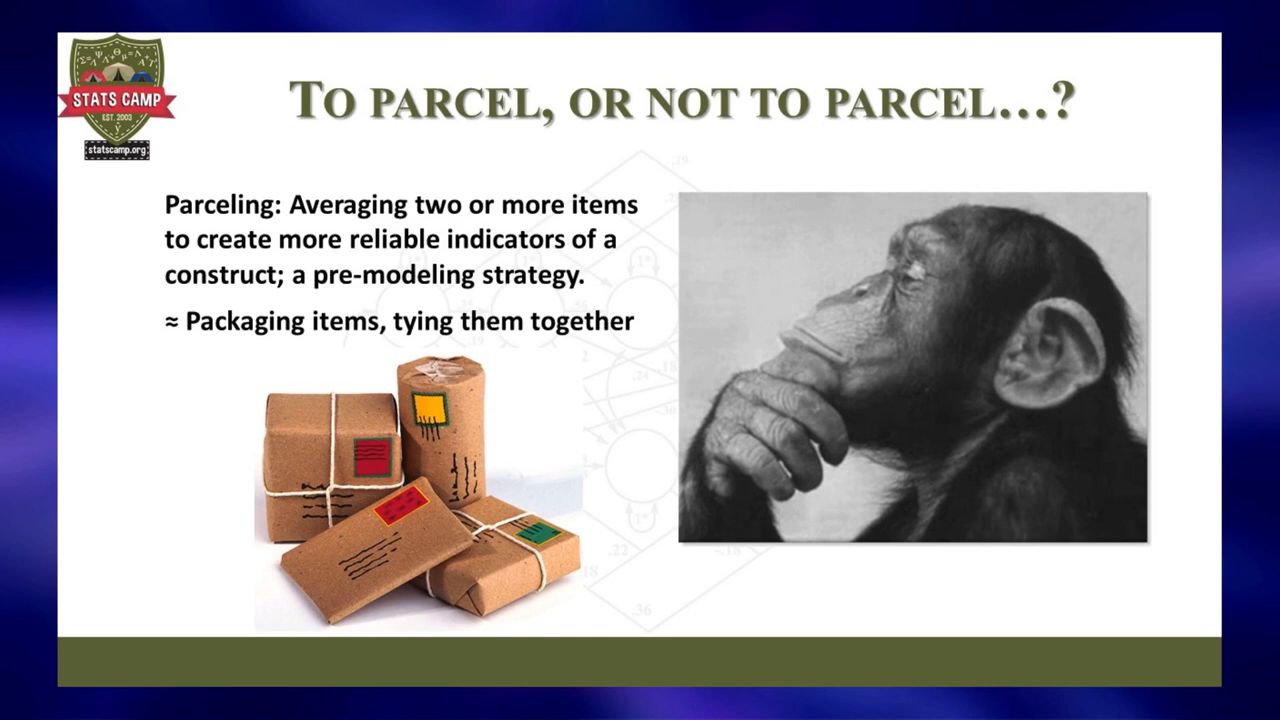 STATS CAMP
EST. 2003
statscamp.org
TO PARCEL, OR NOT TO PARCEL…?
Parceling: Averaging two or more items
to create more reliable indicators of a
construct; a pre-modeling strategy.
≈ Packaging items, tying them together